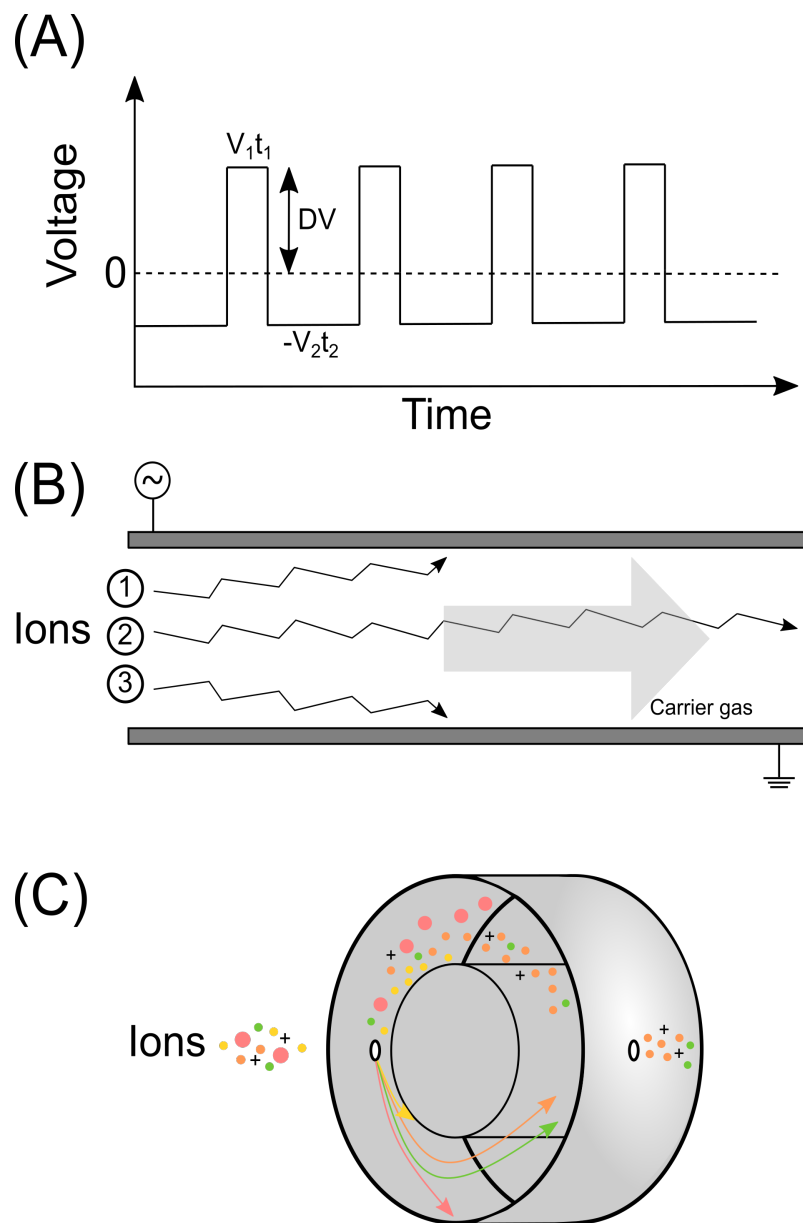 (A)
Voltage
0
V₁t₁
DV
-V₂t₂
Time
(B)
~
Ions
1
2
3
Carrier gas
(C)
Ions
+
+
+
+
+
+
+